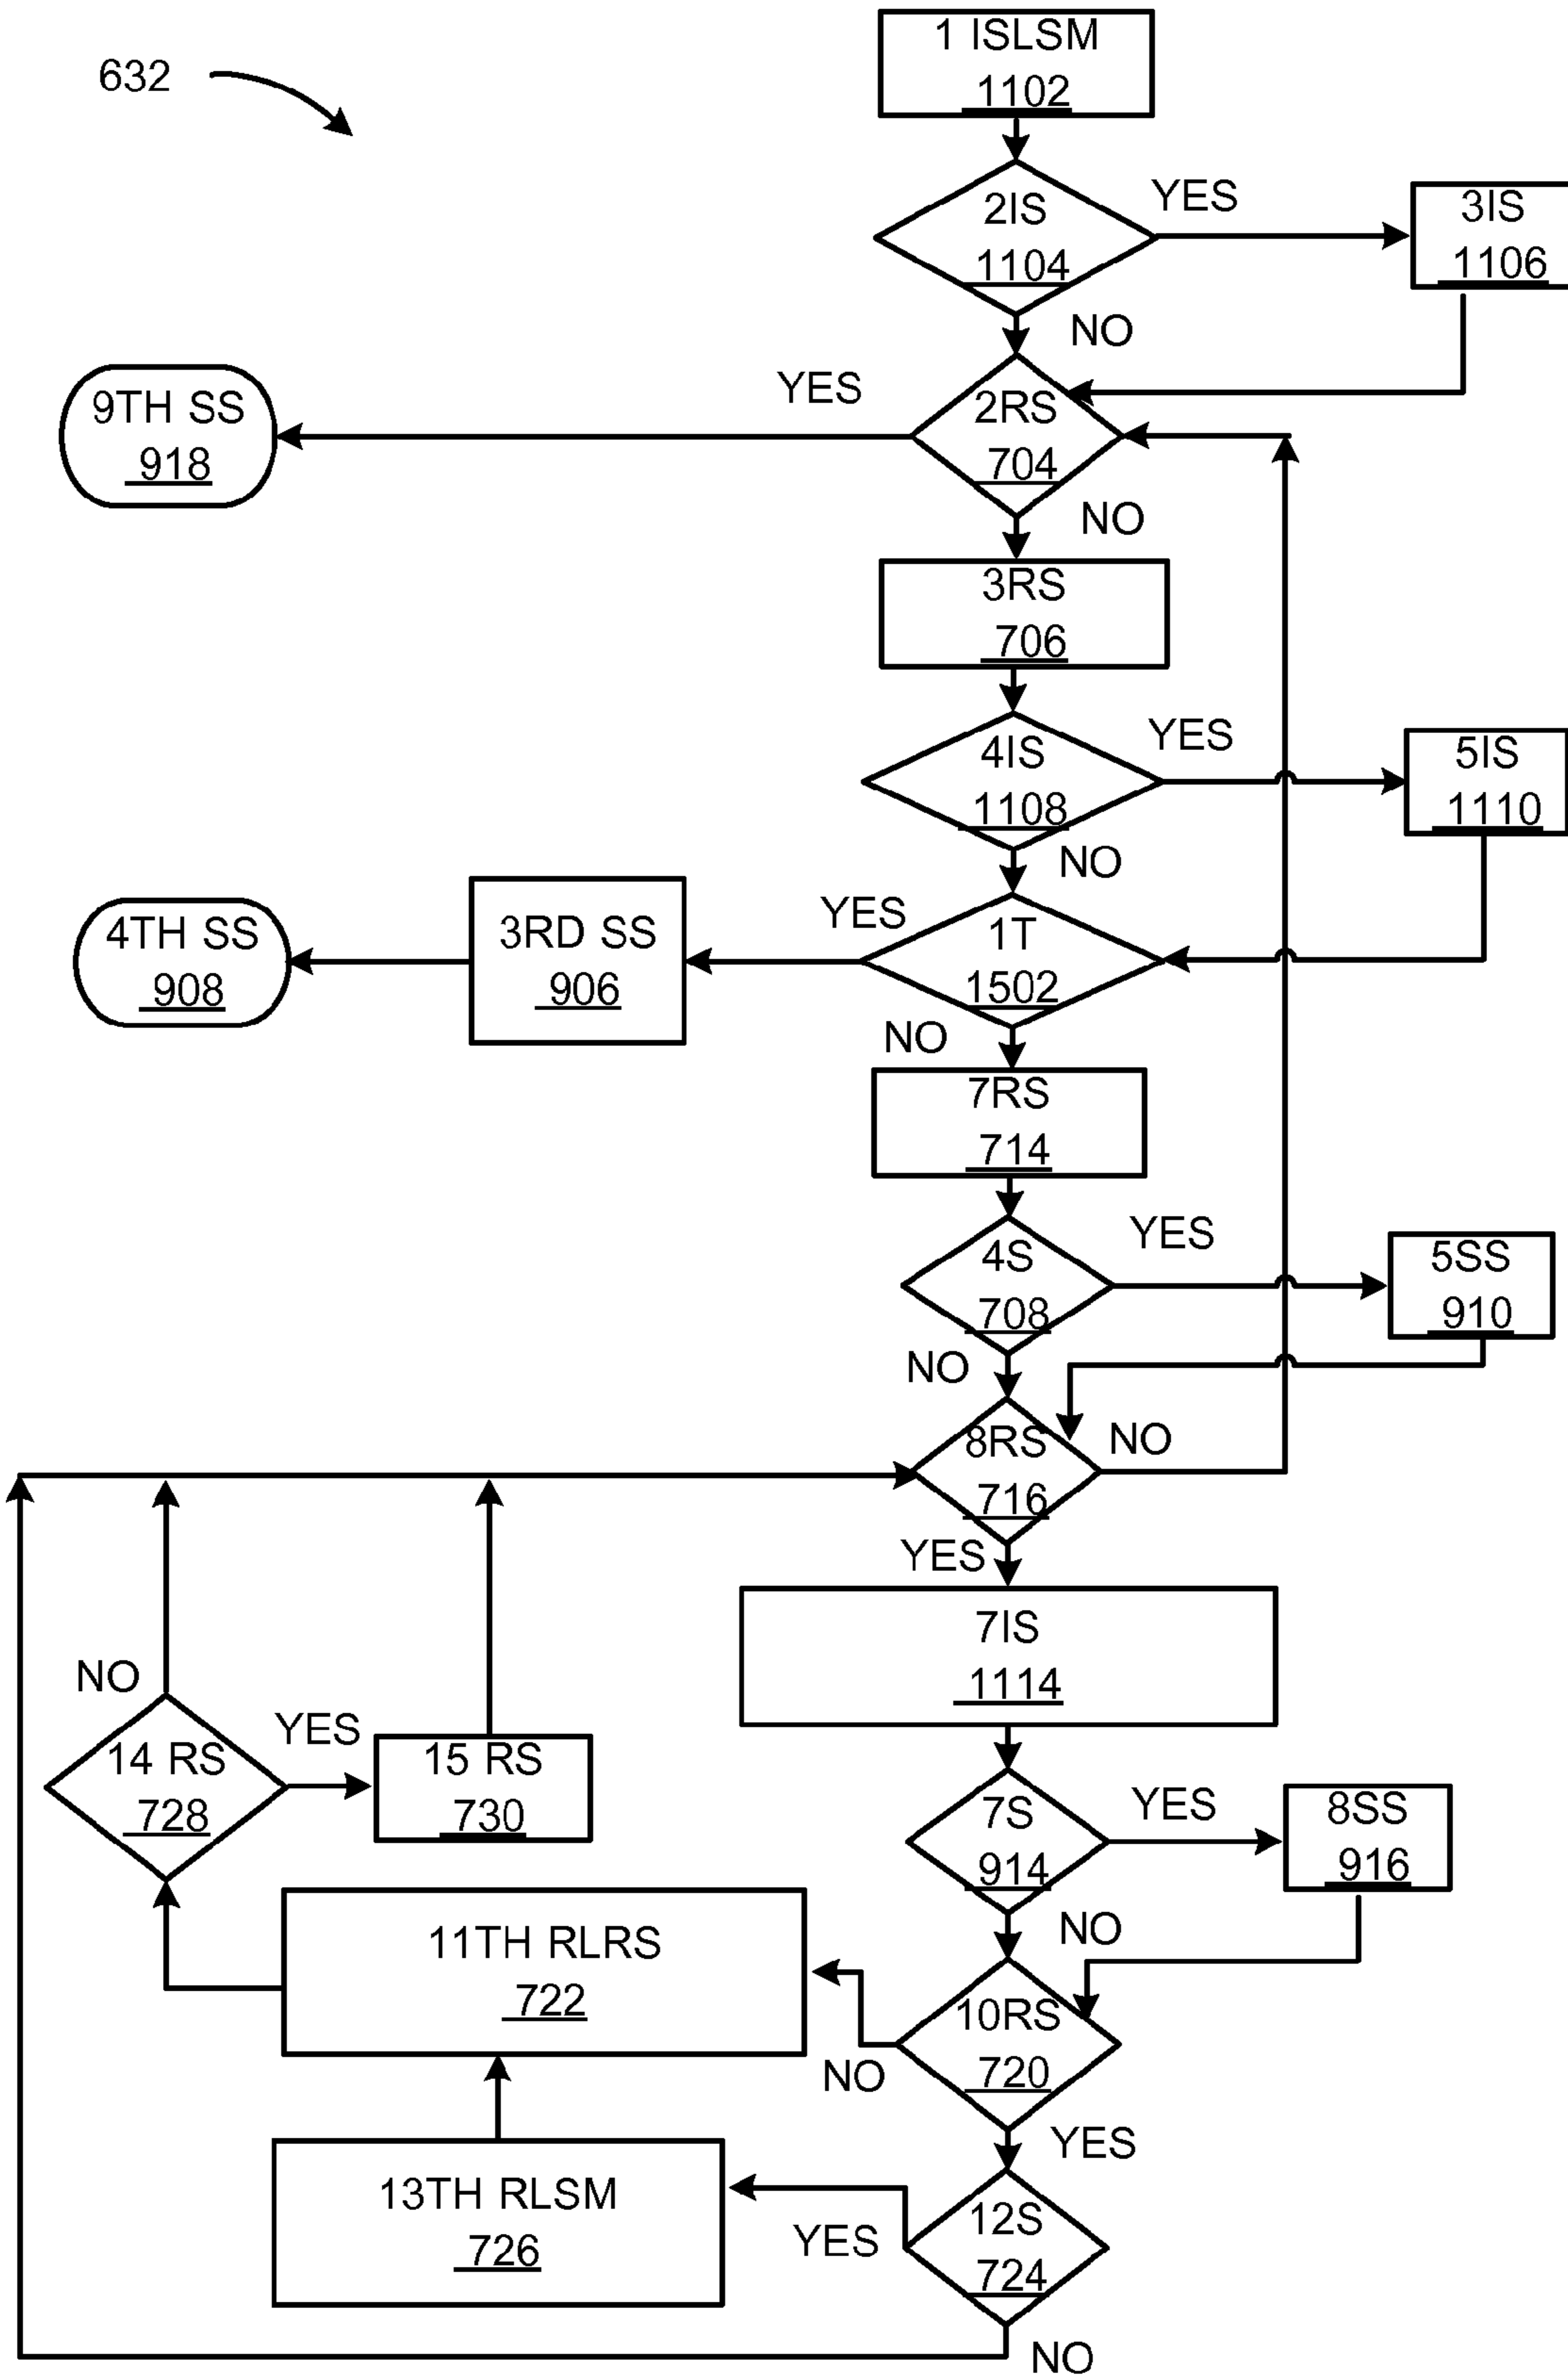 632
1 ISLSM
1102
2IS
1104
YES
3IS
1106
NO
YES
9TH SS
918
2RS
704
NO
3RS
706
4IS
1108
YES
5IS
1110
NO
YES
4TH SS
908
3RD SS
906
1T
1502
NO
7RS
714
4S
708
YES
5SS
910
NO
8RS
716
NO
YES
7IS
1114
NO
14 RS
728
YES
15 RS
730
7S
914
YES
8SS
916
NO
11TH RLRS
722
10RS
720
NO
YES
13TH RLSM
726
YES
12S
724
NO